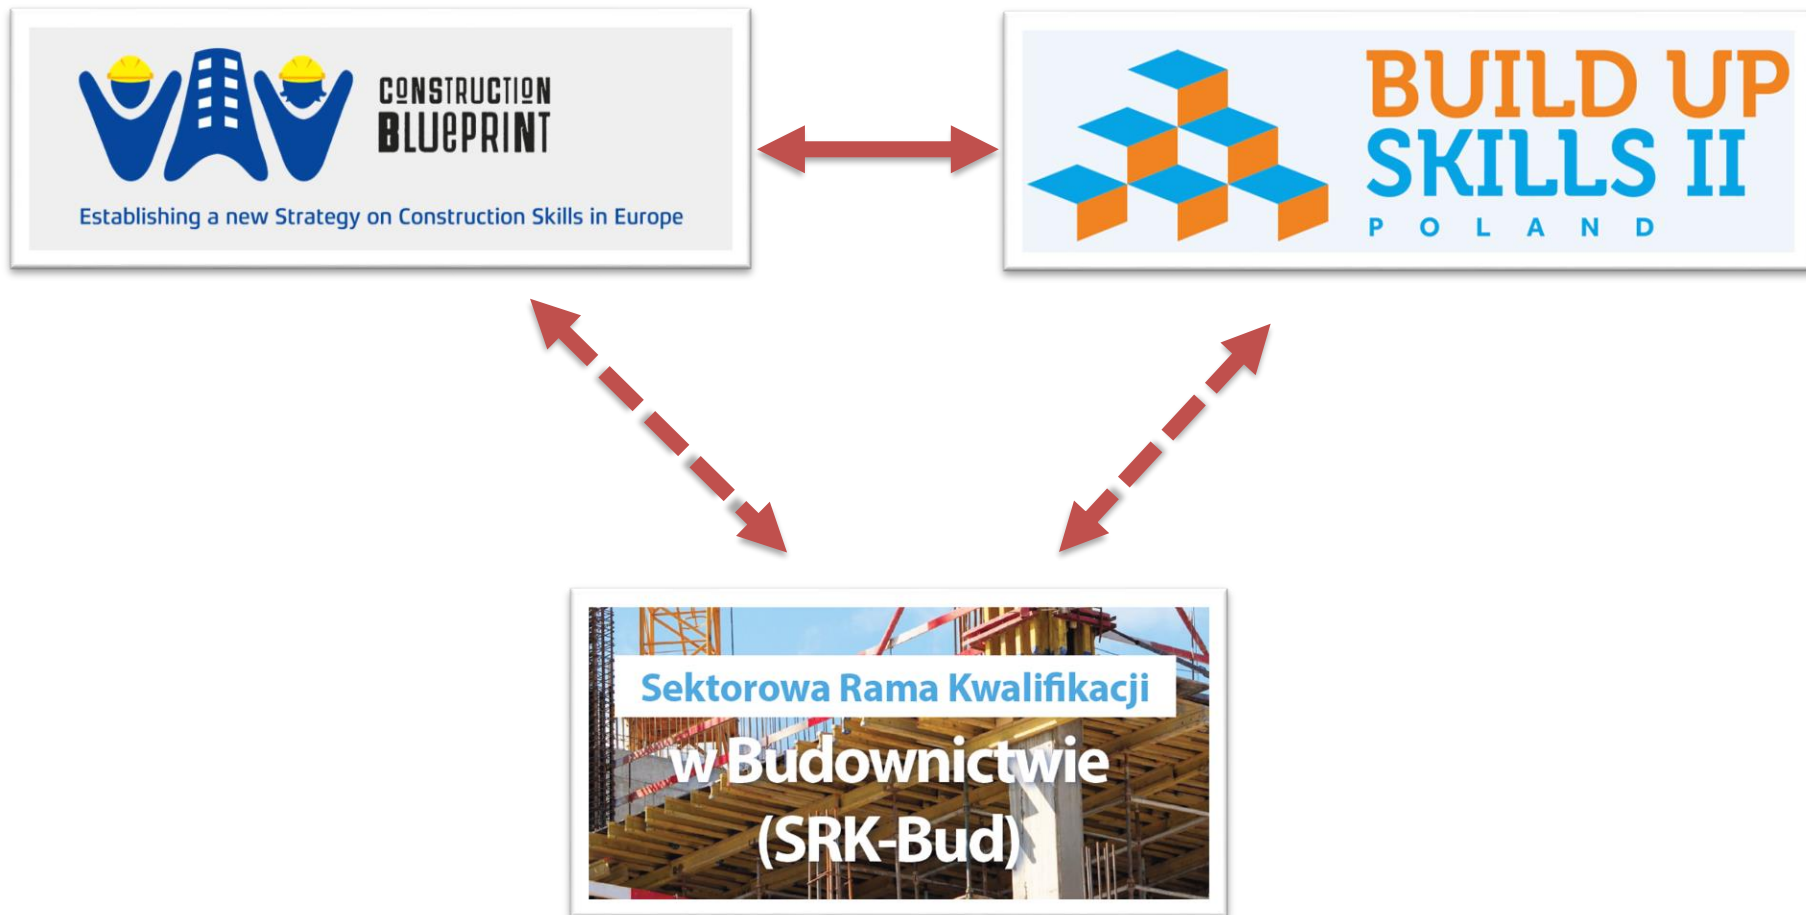 CONSTRUCTION
BLUEPRINT
Establishing a new Strategy on Construction Skills in Europe
BUILD UP
SKILLS II
POLAND
Sektorowa Rama Kwalifikacji
w Budownictwie
(SRK-Bud)